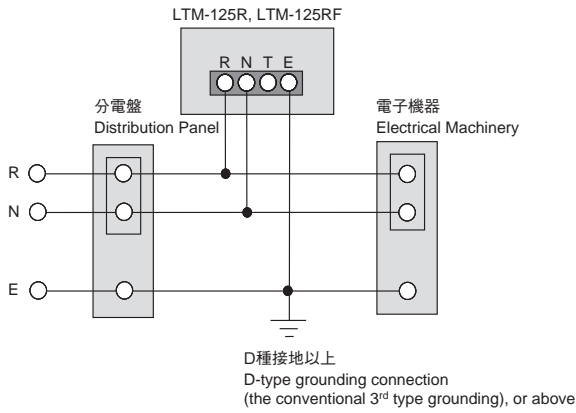 LTM-125R, LTM-125RF
R N T E
分電盤
Distribution Panel
電子機器
Electrical Machinery
R
N
E
D種接地以上
D-type grounding connection
(the conventional 3rd type grounding), or above